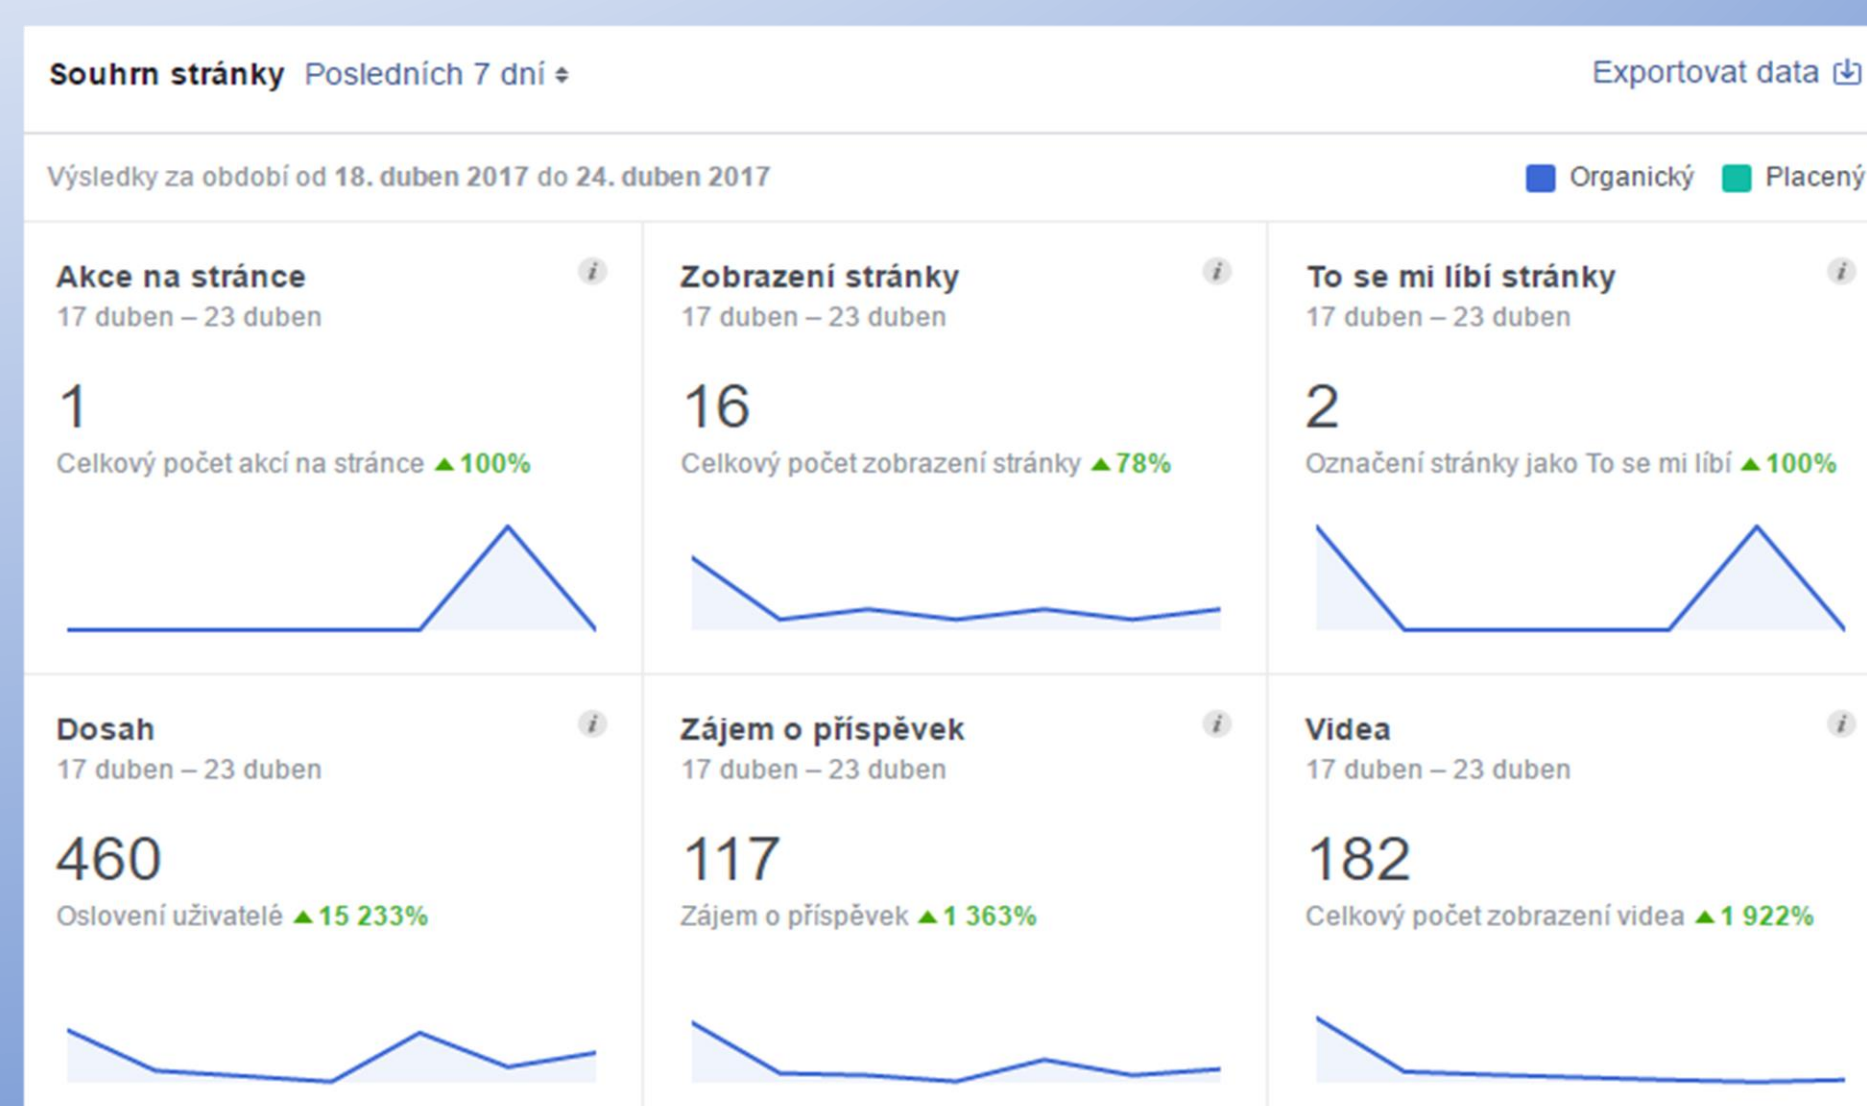 Souhrn stránky Posledních 7 dní
Exportovat data
Výsledky za období od 18. duben 2017 do 24. duben 2017
Organický Placený
Akce na stránce
17 duben – 23 duben
1
Celkový počet akcí na stránce 100%
Zobrazení stránky
17 duben – 23 duben
16
Celkový počet zobrazení stránky 78%
To se mi líbí stránky
17 duben – 23 duben
2
Označení stránky jako To se mi líbí 100%
Dosah
17 duben – 23 duben
460
Oslovení uživatelé 15 233%
Zájem o příspěvek
17 duben – 23 duben
117
Zájem o příspěvek 1 363%
Videa
17 duben – 23 duben
182
Celkový počet zobrazení videa 1 922%